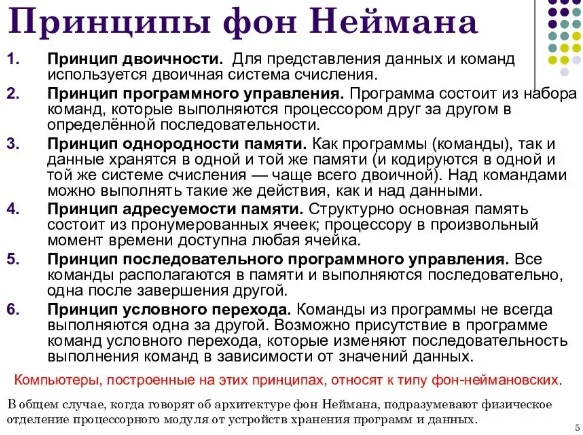 Принципы фон Неймана
1. Принцип двоичности. Для представления данных и команд
используется двоичная система счисления.
2. Принцип программного управления. Программа состоит из набора
команд, которые выполняются процессором друг за другом в
определённой последовательности.
3. Принцип однородности памяти. Как программы (команды), так и
данные хранятся в одной и той же памяти (и кодируются в одной и
той же системе счисления — чаще всего двоичной). Над командами
можно выполнять такие же действия, как и над данными.
4. Принцип адресуемости памяти. Структурно основная память
состоит из пронумерованных ячеек; процессору в произвольный
момент времени доступна любая ячейка.
5. Принцип последовательного программного управления. Все
команды располагаются в памяти и выполняются последовательно,
одна после завершения другой.
6. Принцип условного перехода. Команды из программы не всегда
выполняются одна за другой. Возможно присутствие в программе
команд условного перехода, которые изменяют последовательность
выполнения команд в зависимости от значений данных.
Компьютеры, построенные на этих принципах, относят к типу фон-неймановских.
В общем случае, когда говорят об архитектуре фон Неймана, подразумевают физическое
отделение процессорного модуля от устройств хранения программ и данных.
5